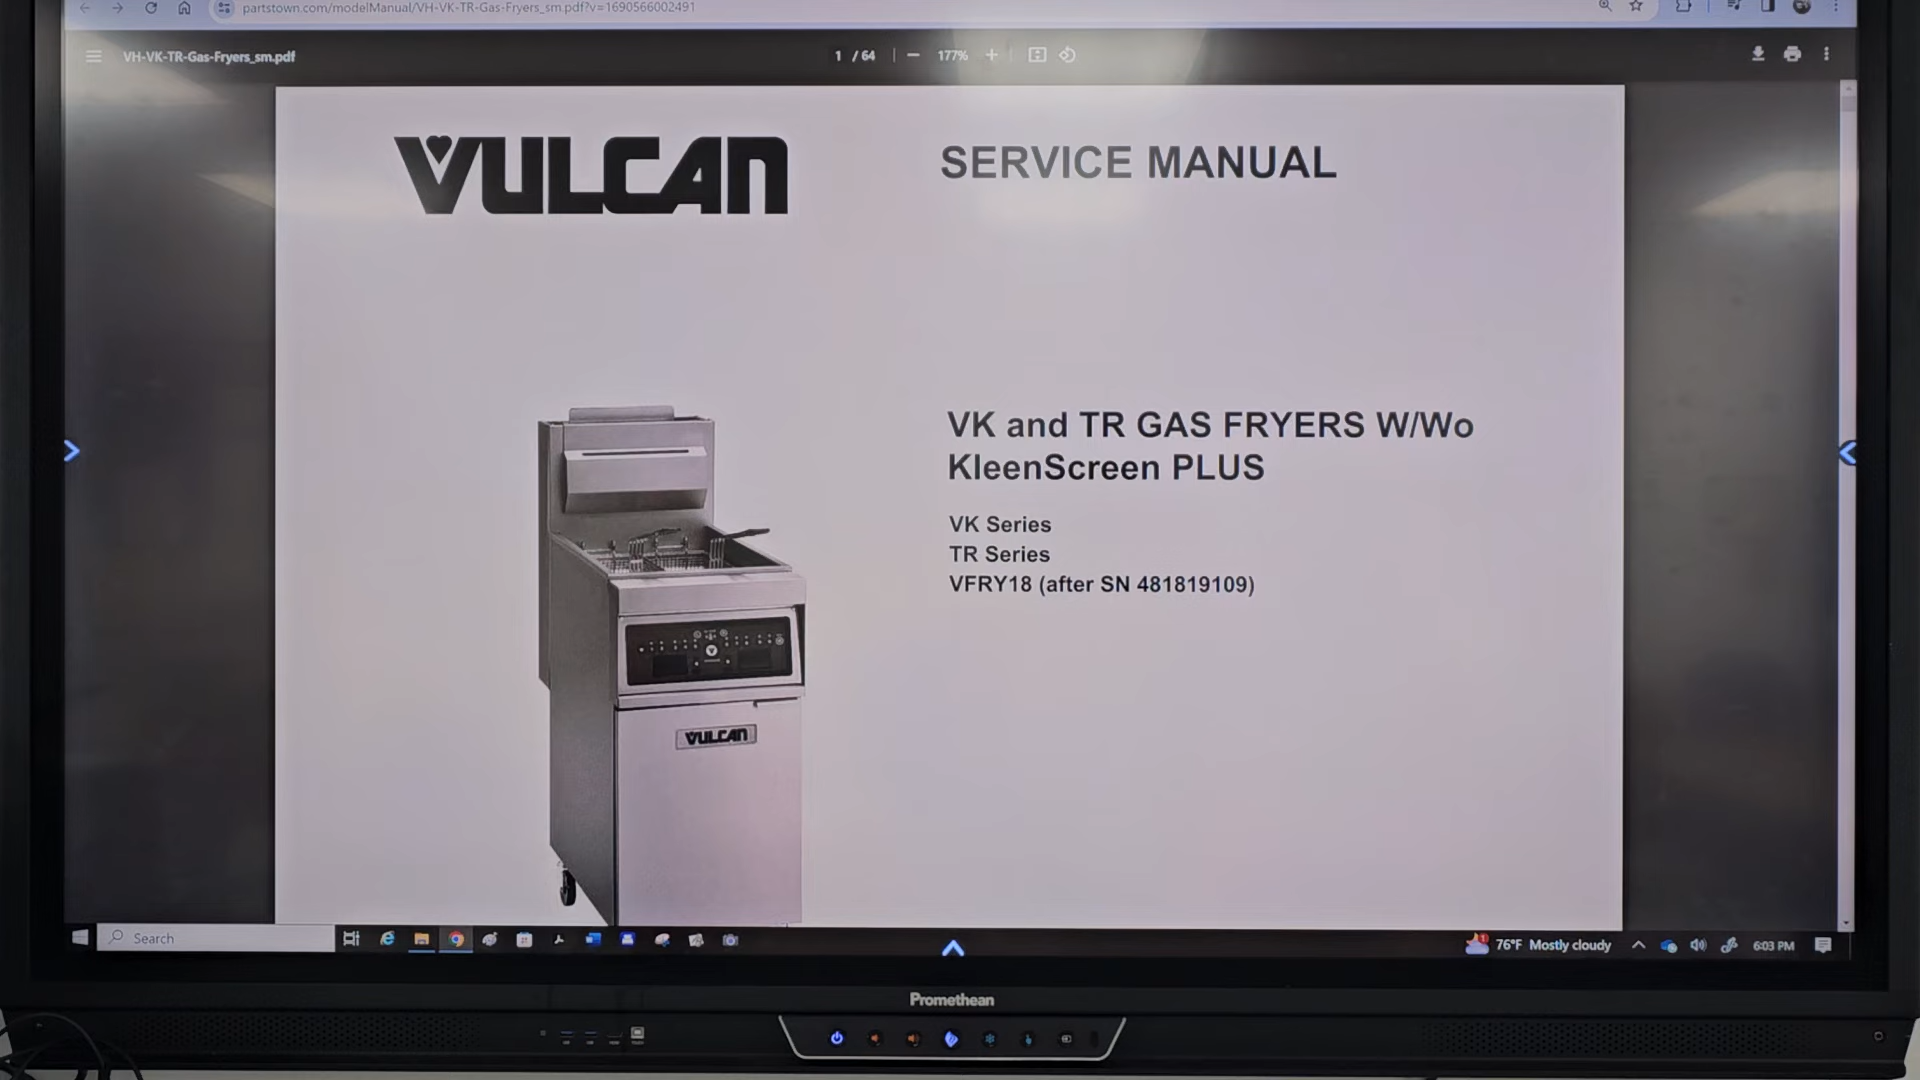 partstown.com/modelManual/VH-VK-TR-Gas-Fryers_sm.pdf?v=1690566002491
VH-VK-TR-Gas-Fryers_sm.pdf
1 / 64
177%
VULCAN
SERVICE MANUAL
VK and TR GAS FRYERS W/Wo
KleenScreen PLUS
VK Series
TR Series
VFRY18 (after SN 481819109)
VULCAN
Search
76°F Mostly cloudy
6:03 PM
Promethean